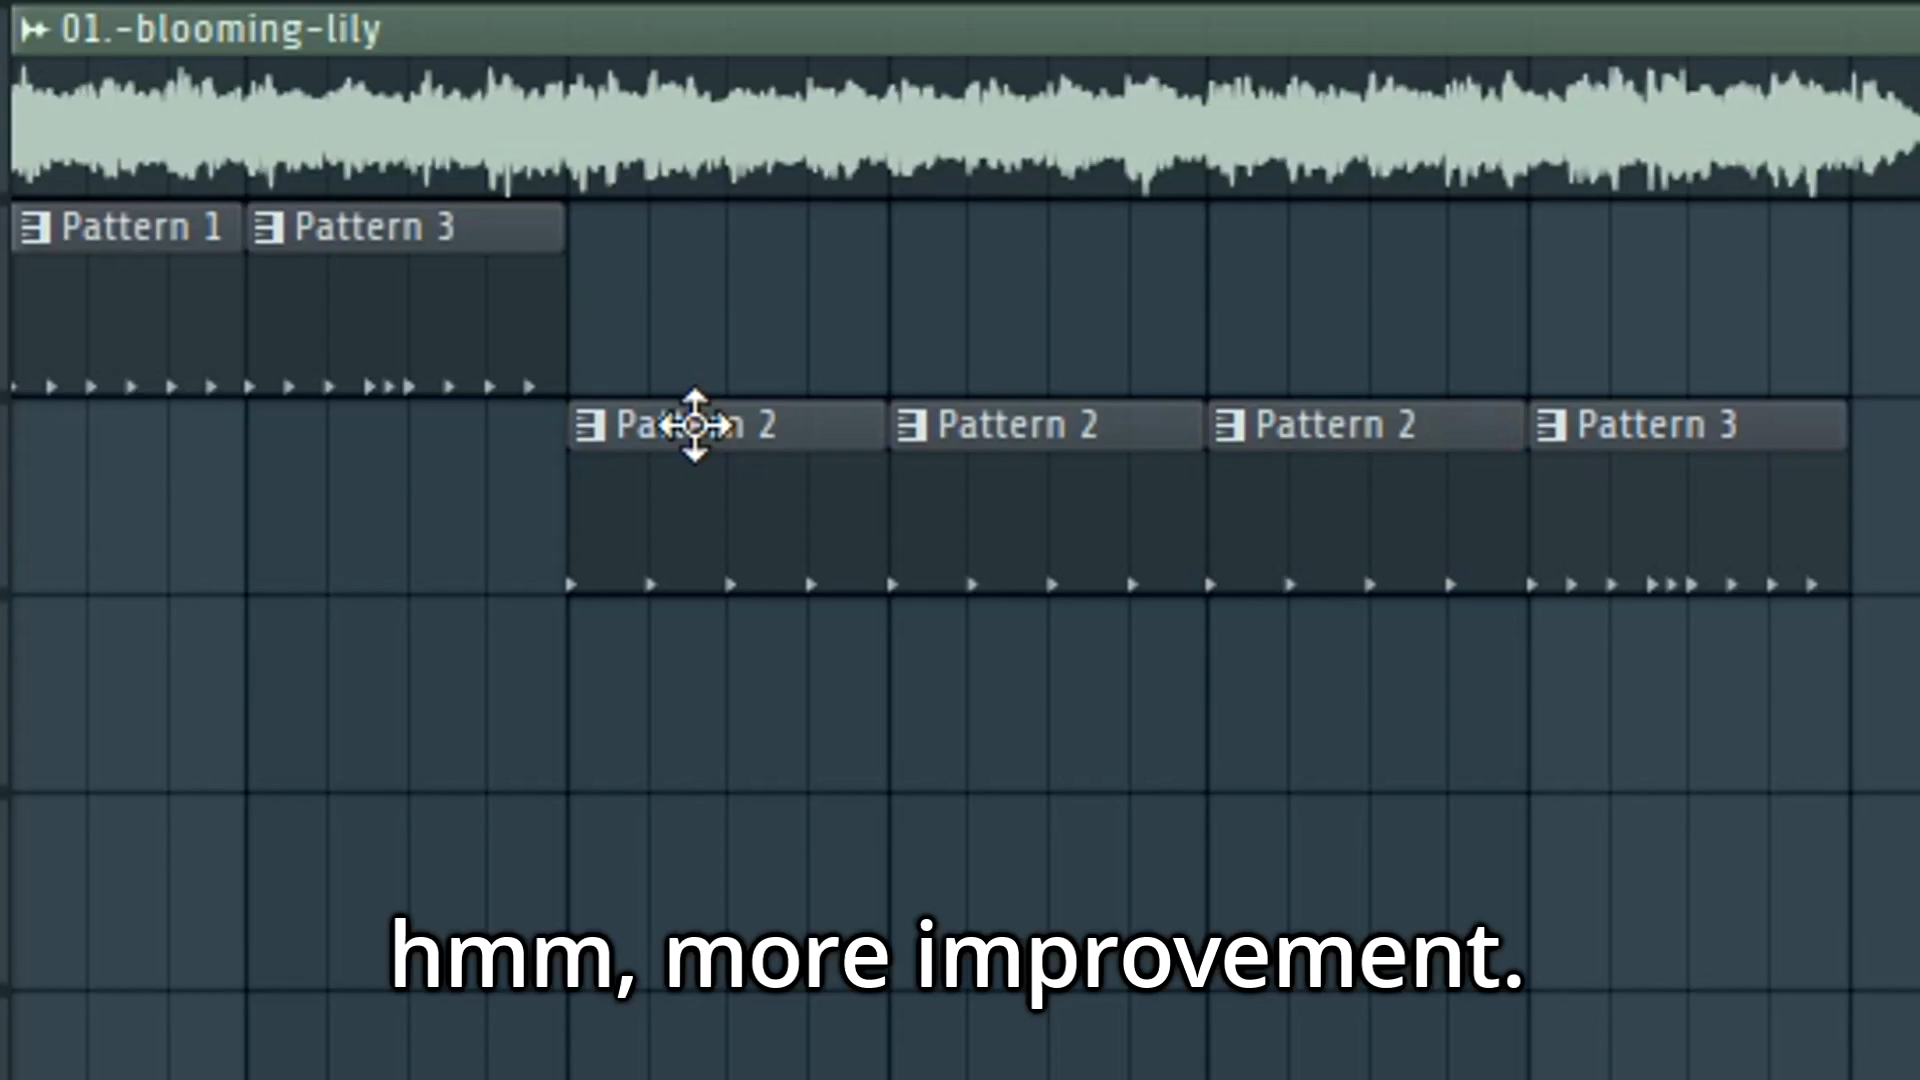 01.-blooming-lily
Pattern 1 Pattern 3
Pattern 2 Pattern 2 Pattern 2 Pattern 3
hmm, more improvement.